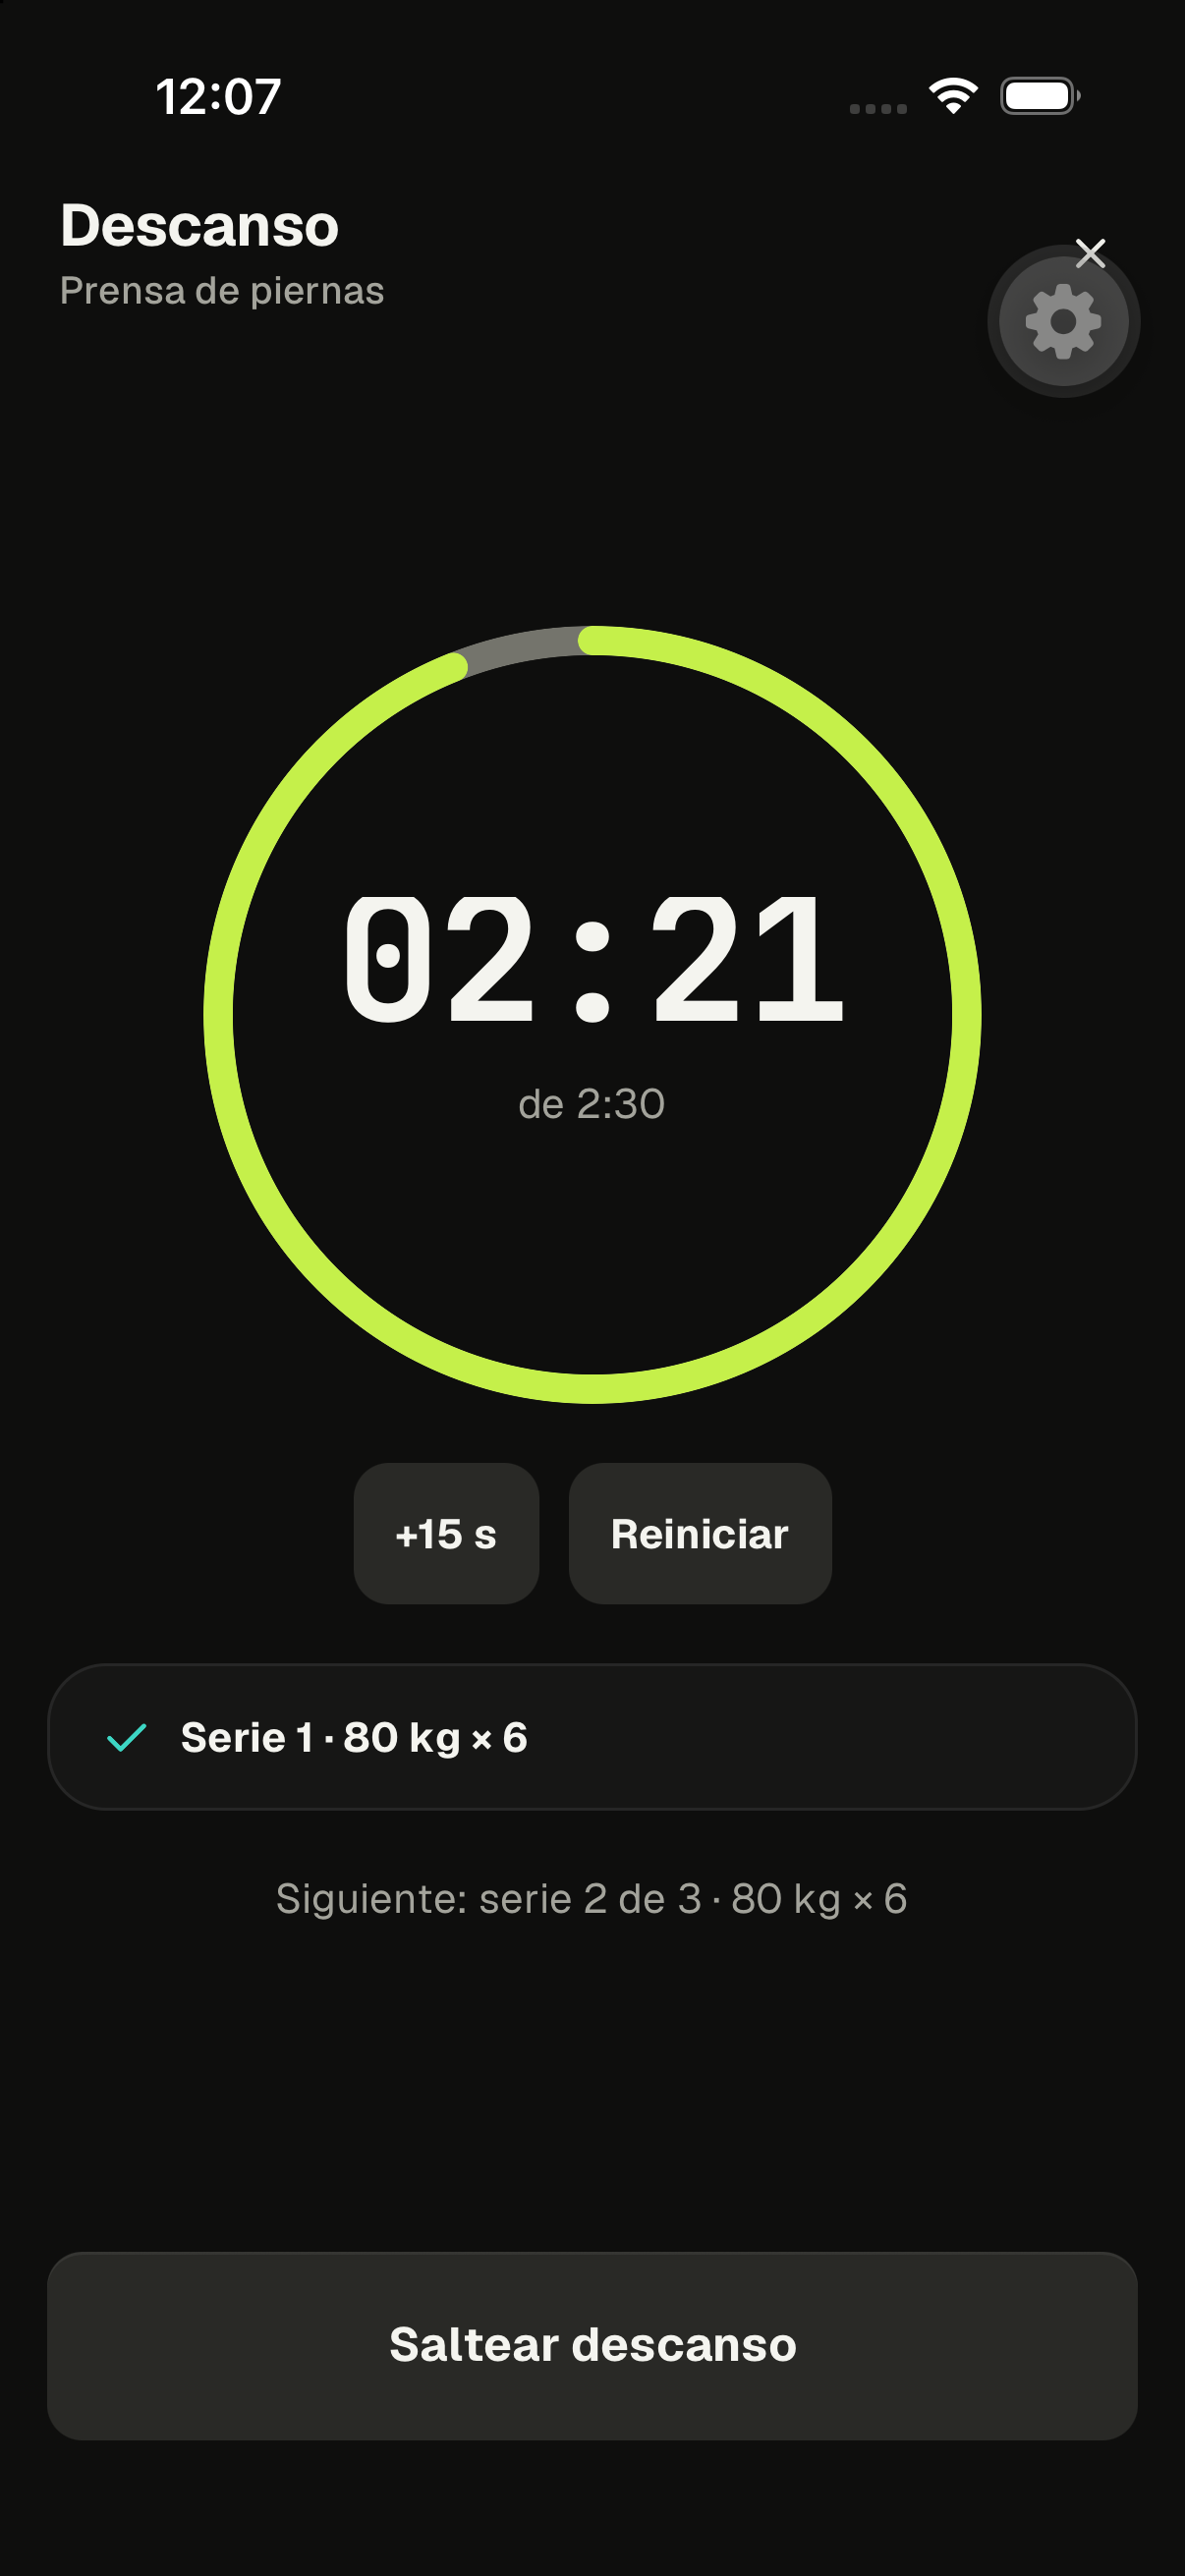 12:07
Descanso
Prensa de piernas
02:21
de 2:30
+15 s
Reiniciar
Serie 1 · 80 kg × 6
Siguiente: serie 2 de 3 · 80 kg × 6
Saltear descanso